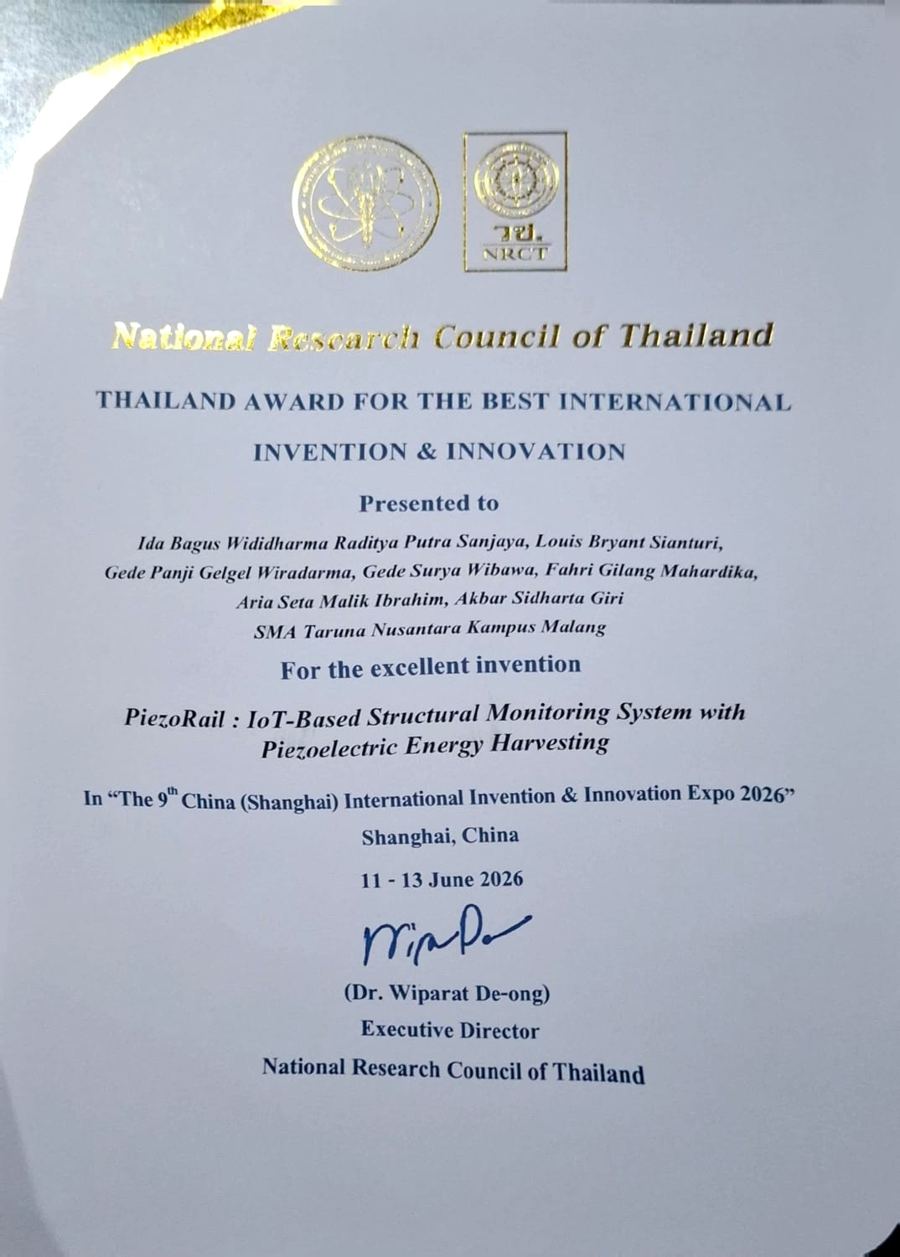 วช.
NRCT
National Research Council of Thailand
THAILAND AWARD FOR THE BEST INTERNATIONAL
INVENTION & INNOVATION
Presented to
Ida Bagus Wididharma Raditya Putra Sanjaya, Louis Bryant Sianturi,
Gede Panji Gelgel Wiradarma, Gede Surya Wibawa, Fahri Gilang Mahardika,
Aria Seta Malik Ibrahim, Akbar Sidharta Giri
SMA Taruna Nusantara Kampus Malang
For the excellent invention
PiezoRail : IoT-Based Structural Monitoring System with
Piezoelectric Energy Harvesting
In “The 9th China (Shanghai) International Invention & Innovation Expo 2026”
Shanghai, China
11 - 13 June 2026
(Dr. Wiparat De-ong)
Executive Director
National Research Council of Thailand